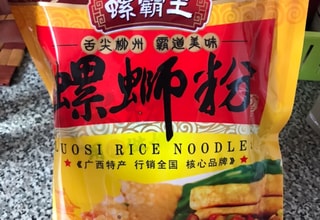 螺霸王
舌尖柳州 霸道美味
螺蛳粉
LUOSI RICE NOODLES
《广西特产 行销全国 核心品牌》